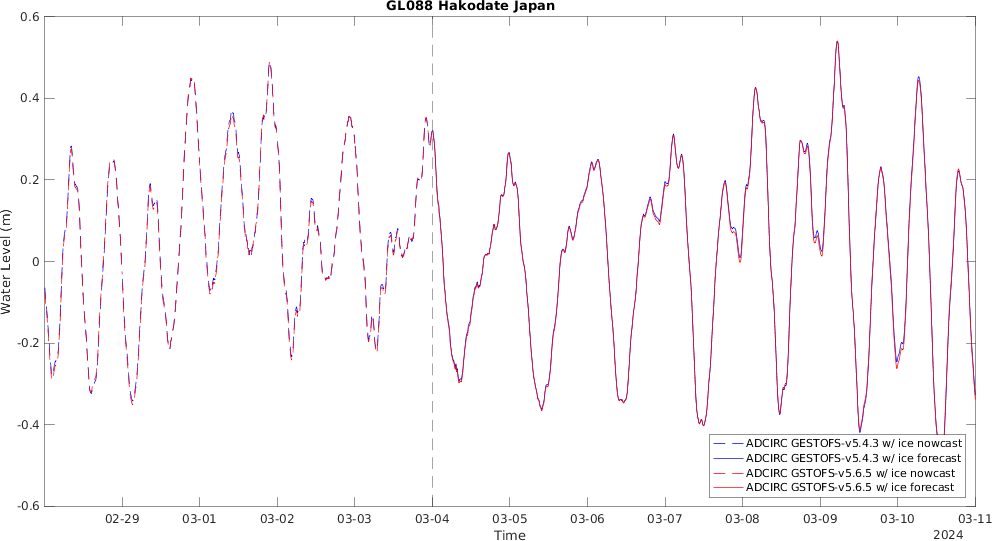 GL088 Hakodate Japan
0.6
0.4
0.2
0
-0.2
-0.4
-0.6
Water Level (m)
ADCIRC GESTOFS-v5.4.3 w/ ice nowcast
ADCIRC GESTOFS-v5.4.3 w/ ice forecast
ADCIRC GSTOFS-v5.6.5 w/ ice nowcast
ADCIRC GSTOFS-v5.6.5 w/ ice forecast
02-29 03-01 03-02 03-03 03-04 03-05 03-06 03-07 03-08 03-09 03-10 03-11
Time
2024